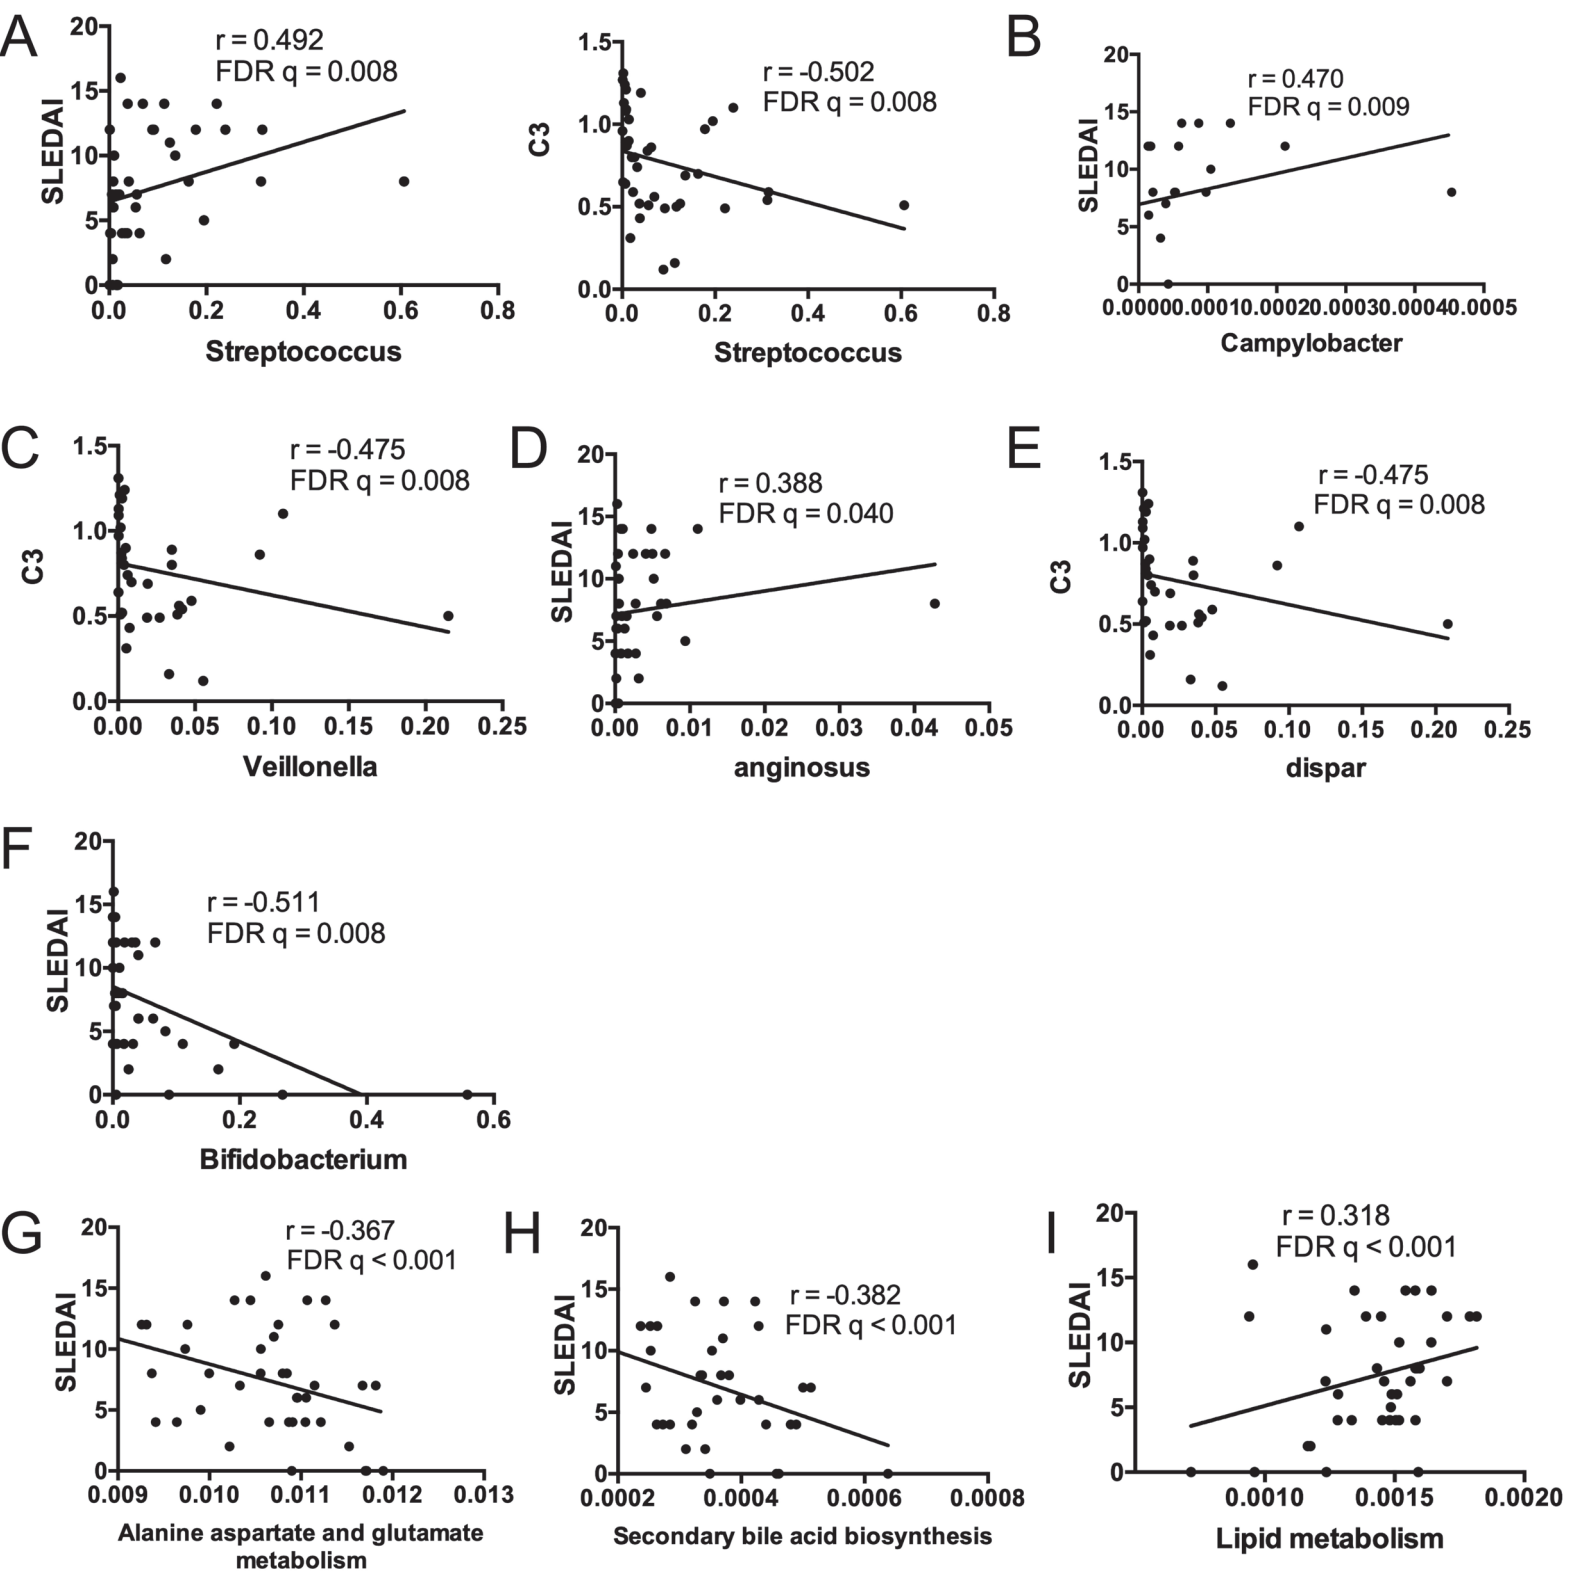 A
20
15
10
5
0
SLEDAI
r = 0.492
FDR q = 0.008
0.0 0.2 0.4 0.6 0.8
Streptococcus
1.5
1.0
0.5
0.0
C3
r = -0.502
FDR q = 0.008
0.0 0.2 0.4 0.6 0.8
Streptococcus
B
20
15
10
5
0
SLEDAI
r = 0.470
FDR q = 0.009
0.0000 0.0001 0.0002 0.0003 0.0004 0.0005
Campylobacter
C
1.5
1.0
0.5
0.0
C3
r = -0.475
FDR q = 0.008
0.00 0.05 0.10 0.15 0.20 0.25
Veillonella
D
20
15
10
5
0
SLEDAI
r = 0.388
FDR q = 0.040
0.00 0.01 0.02 0.03 0.04 0.05
anginosus
E
1.5
1.0
0.5
0.0
C3
r = -0.475
FDR q = 0.008
0.00 0.05 0.10 0.15 0.20 0.25
dispar
F
20
15
10
5
0
SLEDAI
r = -0.511
FDR q = 0.008
0.0 0.2 0.4 0.6
Bifidobacterium
G
20
15
10
5
0
SLEDAI
r = -0.367
FDR q < 0.001
0.009 0.010 0.011 0.012 0.013
Alanine aspartate and glutamate
metabolism
H
20
15
10
5
0
SLEDAI
r = -0.382
FDR q < 0.001
0.0002 0.0004 0.0006 0.0008
Secondary bile acid biosynthesis
I
20
15
10
5
0
SLEDAI
r = 0.318
FDR q < 0.001
0.0010 0.0015 0.0020
Lipid metabolism